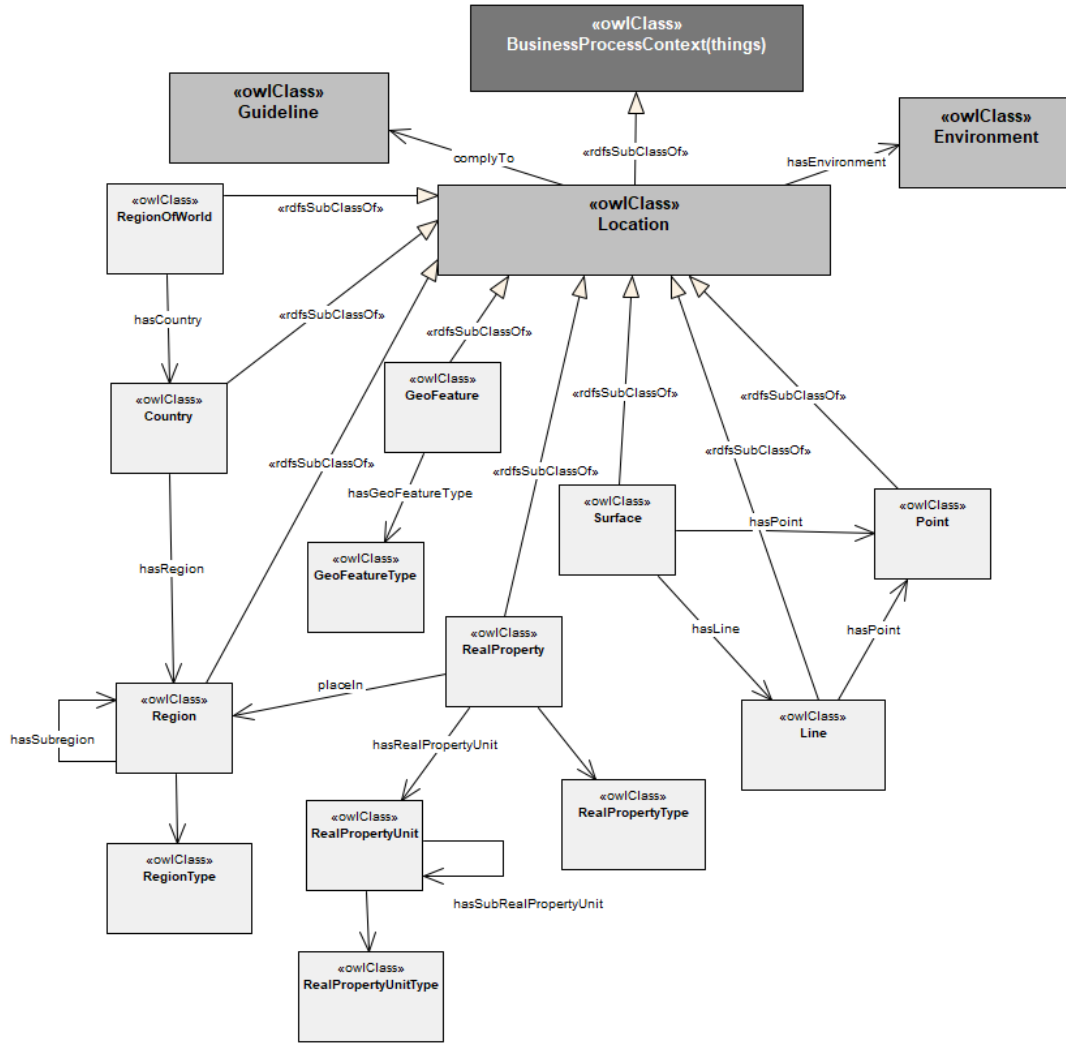 «owlClass»
BusinessProcessContext(things)
«owlClass»
Guideline
«owlClass»
Environment
complyTo
«rdfsSubClassOf»
hasEnvironment
«owlClass»
RegionOfWorld
«rdfsSubClassOf»
«owlClass»
Location
hasCountry
«rdfsSubClassOf»
«rdfsSubClassOf»
«owlClass»
Country
«owlClass»
GeoFeature
«rdfsSubClassOf»
«rdfsSubClassOf»
«rdfsSubClassOf»
«rdfsSubClassOf»
«rdfsSubClassOf»
hasGeoFeatureType
«owlClass»
Surface
hasPoint
«owlClass»
Point
hasRegion
«owlClass»
GeoFeatureType
hasLine
hasPoint
«owlClass»
RealProperty
placeIn
«owlClass»
Region
hasSubregion
«owlClass»
Line
hasRealPropertyUnit
«owlClass»
RealPropertyUnit
«owlClass»
RealPropertyType
«owlClass»
RegionType
hasSubRealPropertyUnit
«owlClass»
RealPropertyUnitType